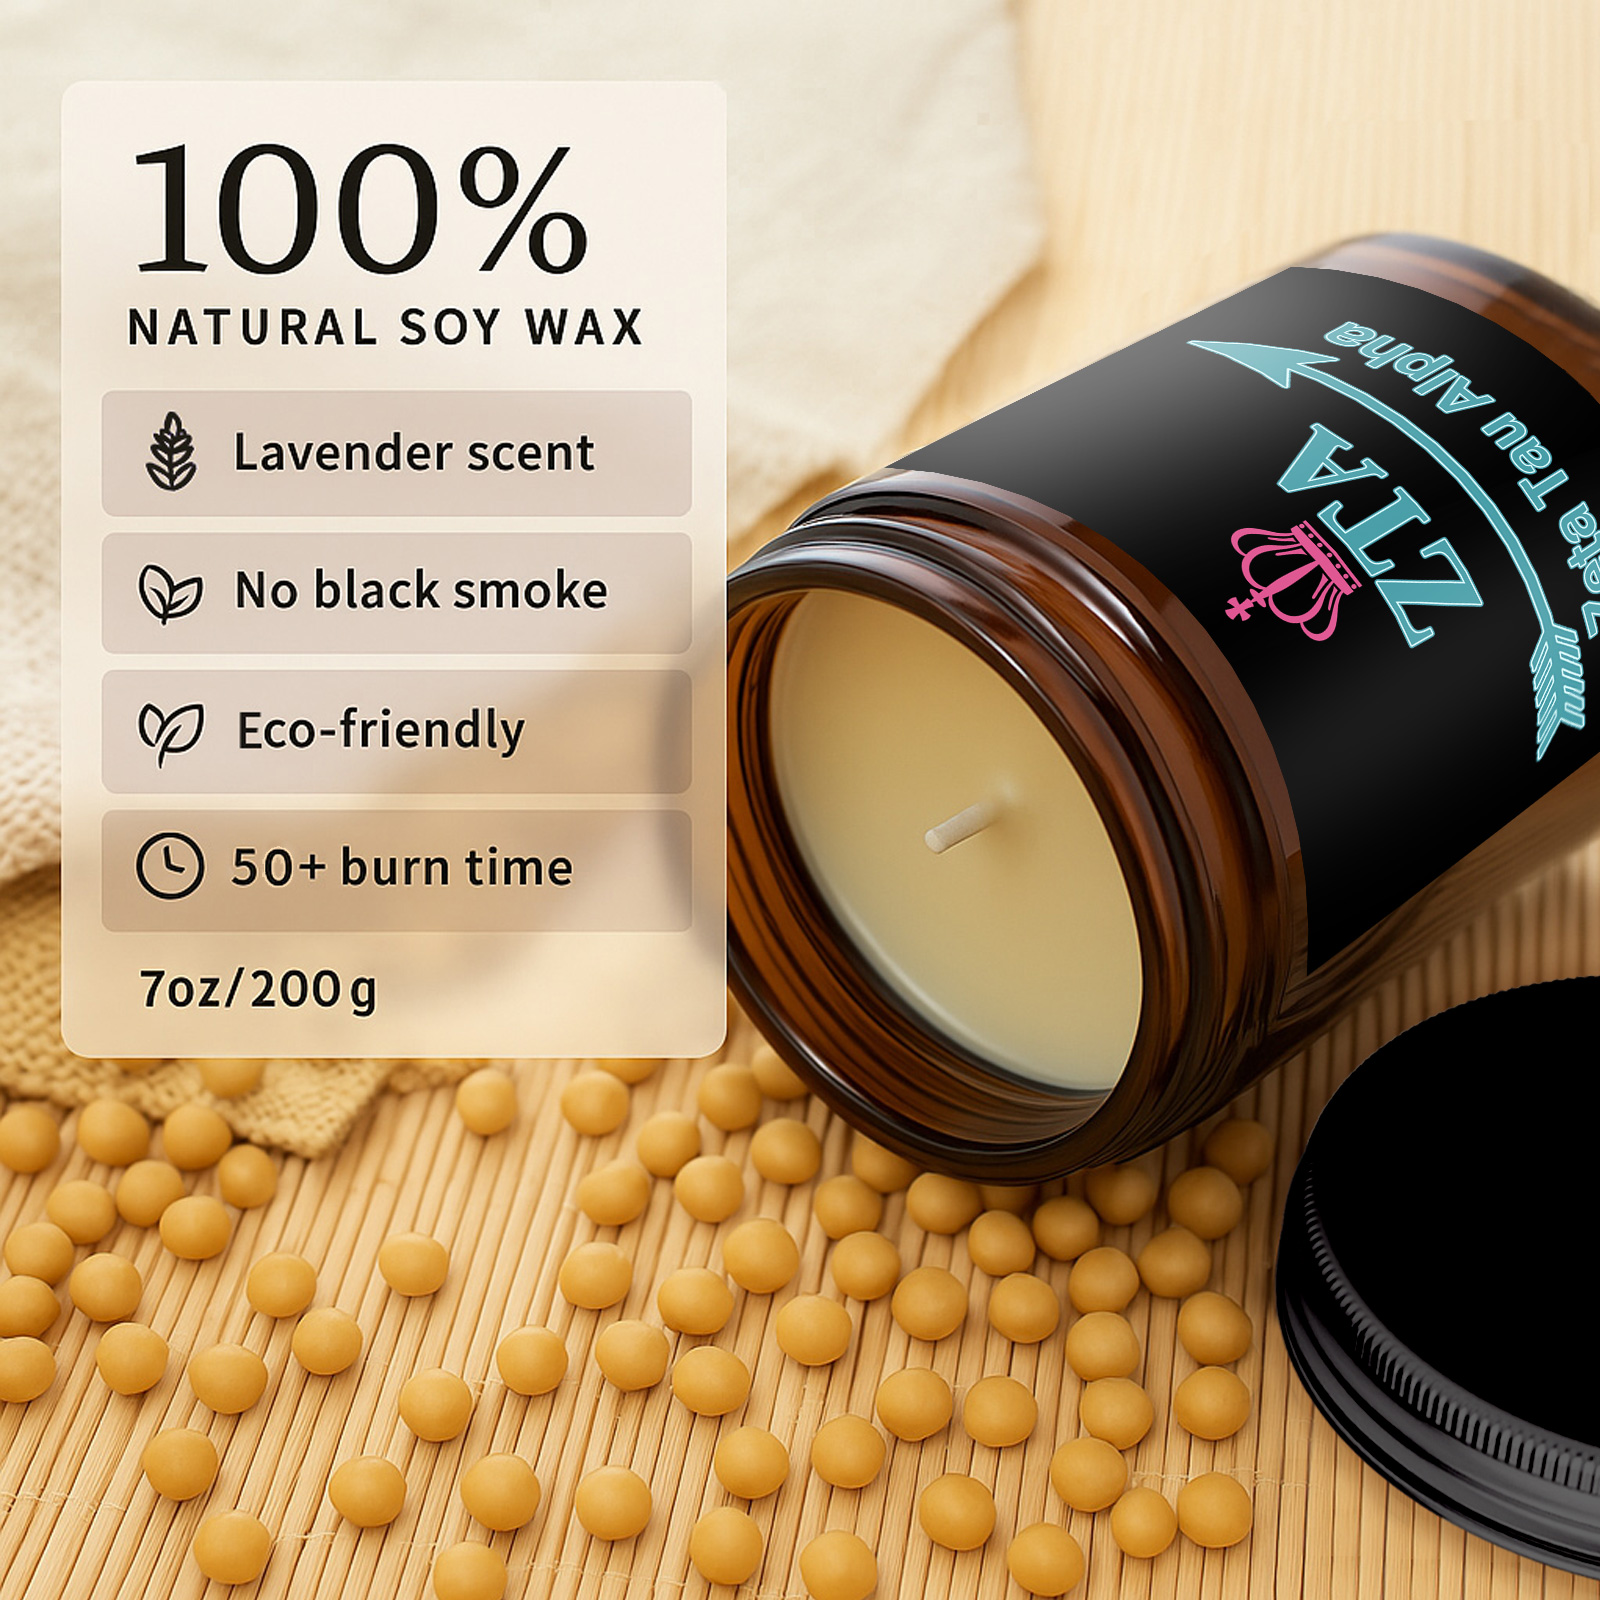 100%
NATURAL SOY WAX
Lavender scent
No black smoke
Eco-friendly
50+ burn time
7oz/200g
ZTA
Zeta Tau Alpha